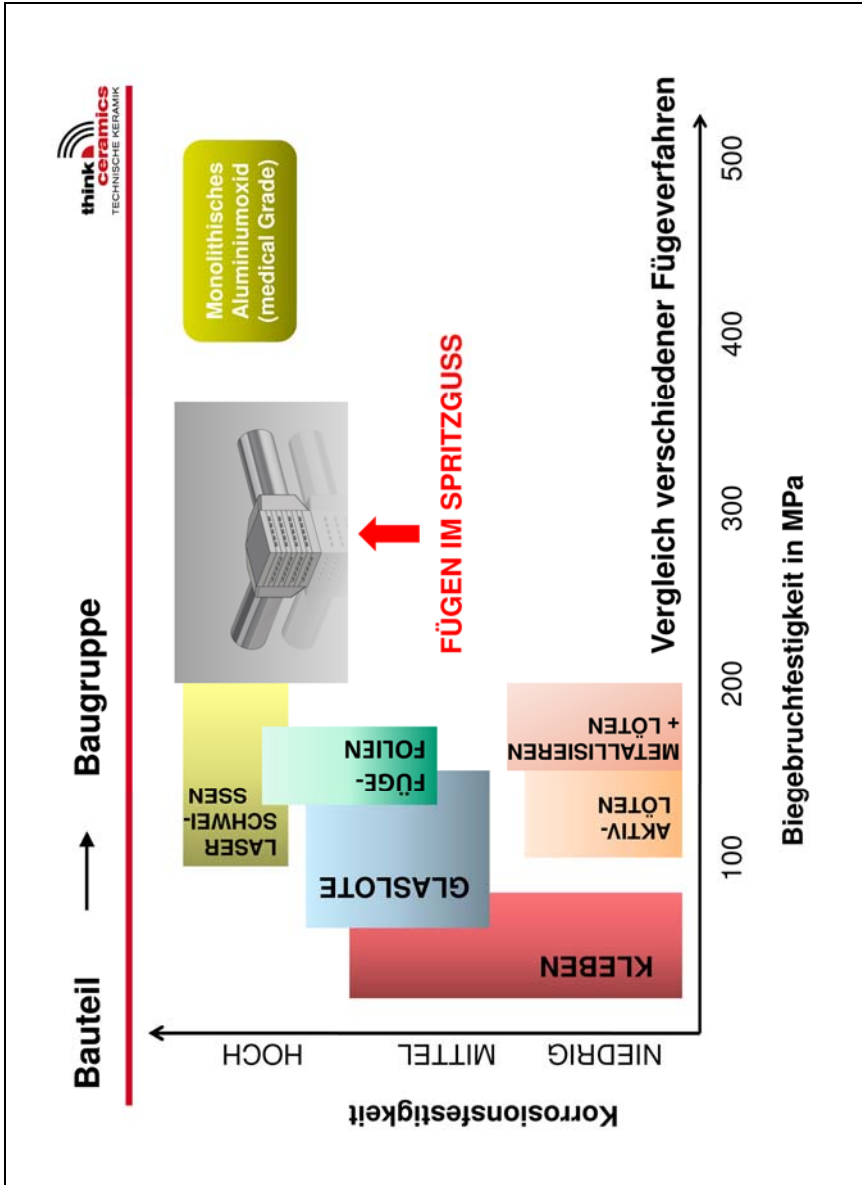 Bauteil → Baugruppe
think
ceramics
TECHNISCHE KERAMIK
Korrosionsfestigkeit
HOCH
MITTEL
NIEDRIG
LASER
SCHWEI-
SSEN
FÜGE-
FOLIEN
GLASLOTE
KLEBEN
AKTIV-
LÖTEN
METALLISIEREN
+ LÖTEN
FÜGEN IM SPRITZGUSS
Monolithisches
Aluminiumoxid
(medical Grade)
Vergleich verschiedener Fügeverfahren
100 200 300 400 500
Biegebruchfestigkeit in MPa